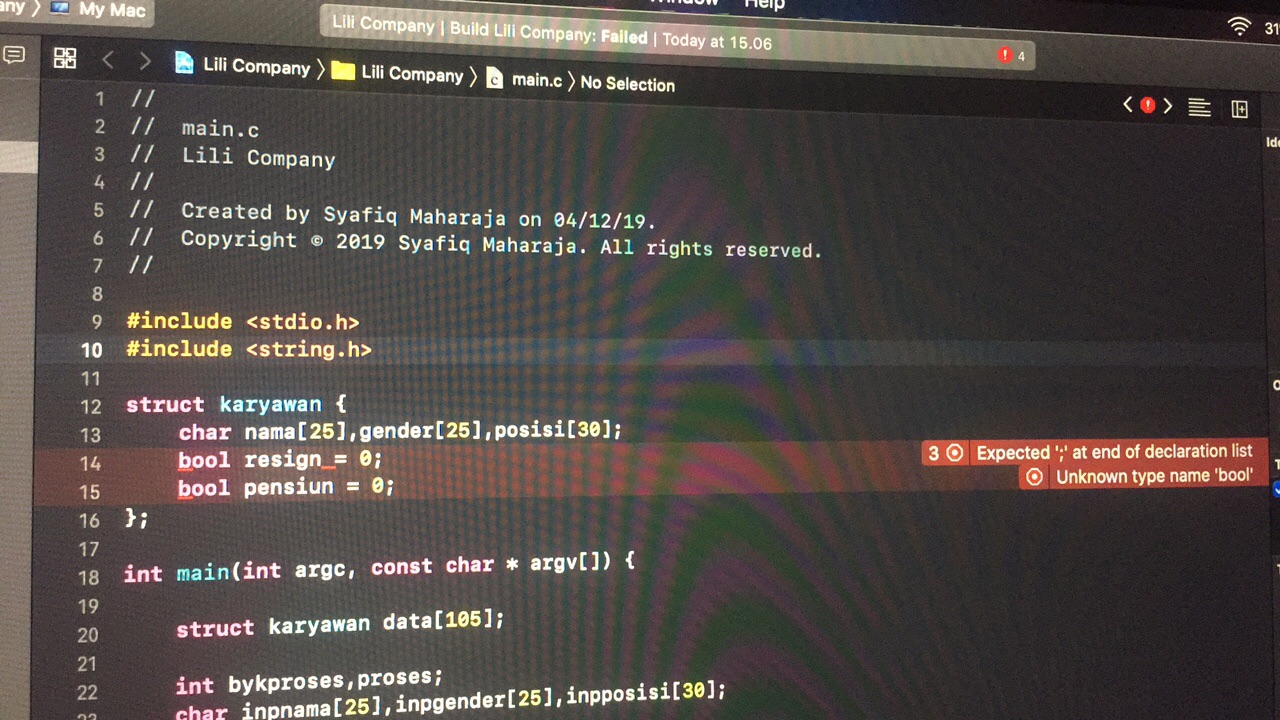 My Mac
Help
Lili Company | Build Lili Company: Failed | Today at 15.06
4
Lili Company 〉 Lili Company 〉 main.c 〉 No Selection
1 //
2 //  main.c
3 //  Lili Company
4 //
5 //  Created by Syafiq Maharaja on 04/12/19.
6 //  Copyright © 2019 Syafiq Maharaja. All rights reserved.
7 //
8
9 #include <stdio.h>
10 #include <string.h>
11
12 struct karyawan {
13     char nama[25],gender[25],posisi[30];
14     bool resign = 0; 3 Expected ';' at end of declaration list
15     bool pensiun = 0; Unknown type name 'bool'
16 };
17
18 int main(int argc, const char * argv[]) {
19
20     struct karyawan data[105];
21
22     int bykproses,proses;
char inpnama[25],inpgender[25],inpposisi[30];